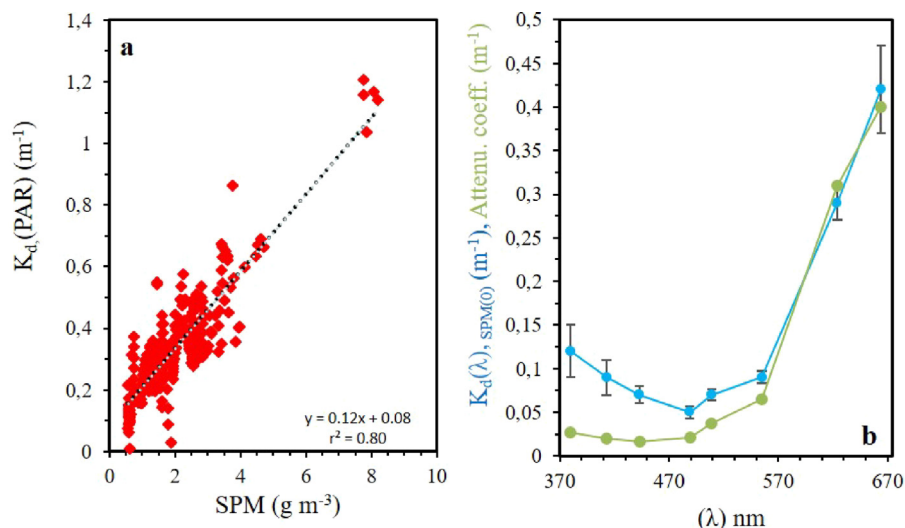 a
1,4
1,2
1
0,8
0,6
0,4
0,2
0
K_d,(PAR) (m⁻¹)
y = 0.12x + 0.08
r² = 0.80
0 2 4 6 8 10
SPM (g m⁻³)
0,5
0,45
0,4
0,35
0,3
0,25
0,2
0,15
0,1
0,05
0
K_d(λ), SPM(0) (m⁻¹), Attenu. coeff. (m⁻¹)
b
370 470 570 670
(λ) nm